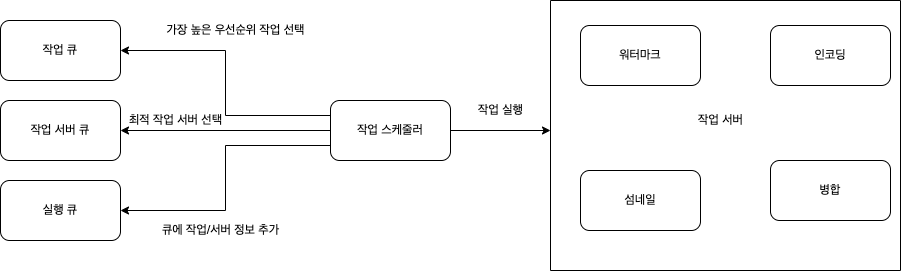 가장 높은 우선순위 작업 선택
작업 큐
워터마크
인코딩
작업 실행
최적 작업 서버 선택
작업 서버
작업 서버 큐
작업 스케줄러
병합
섬네일
실행 큐
큐에 작업/서버 정보 추가